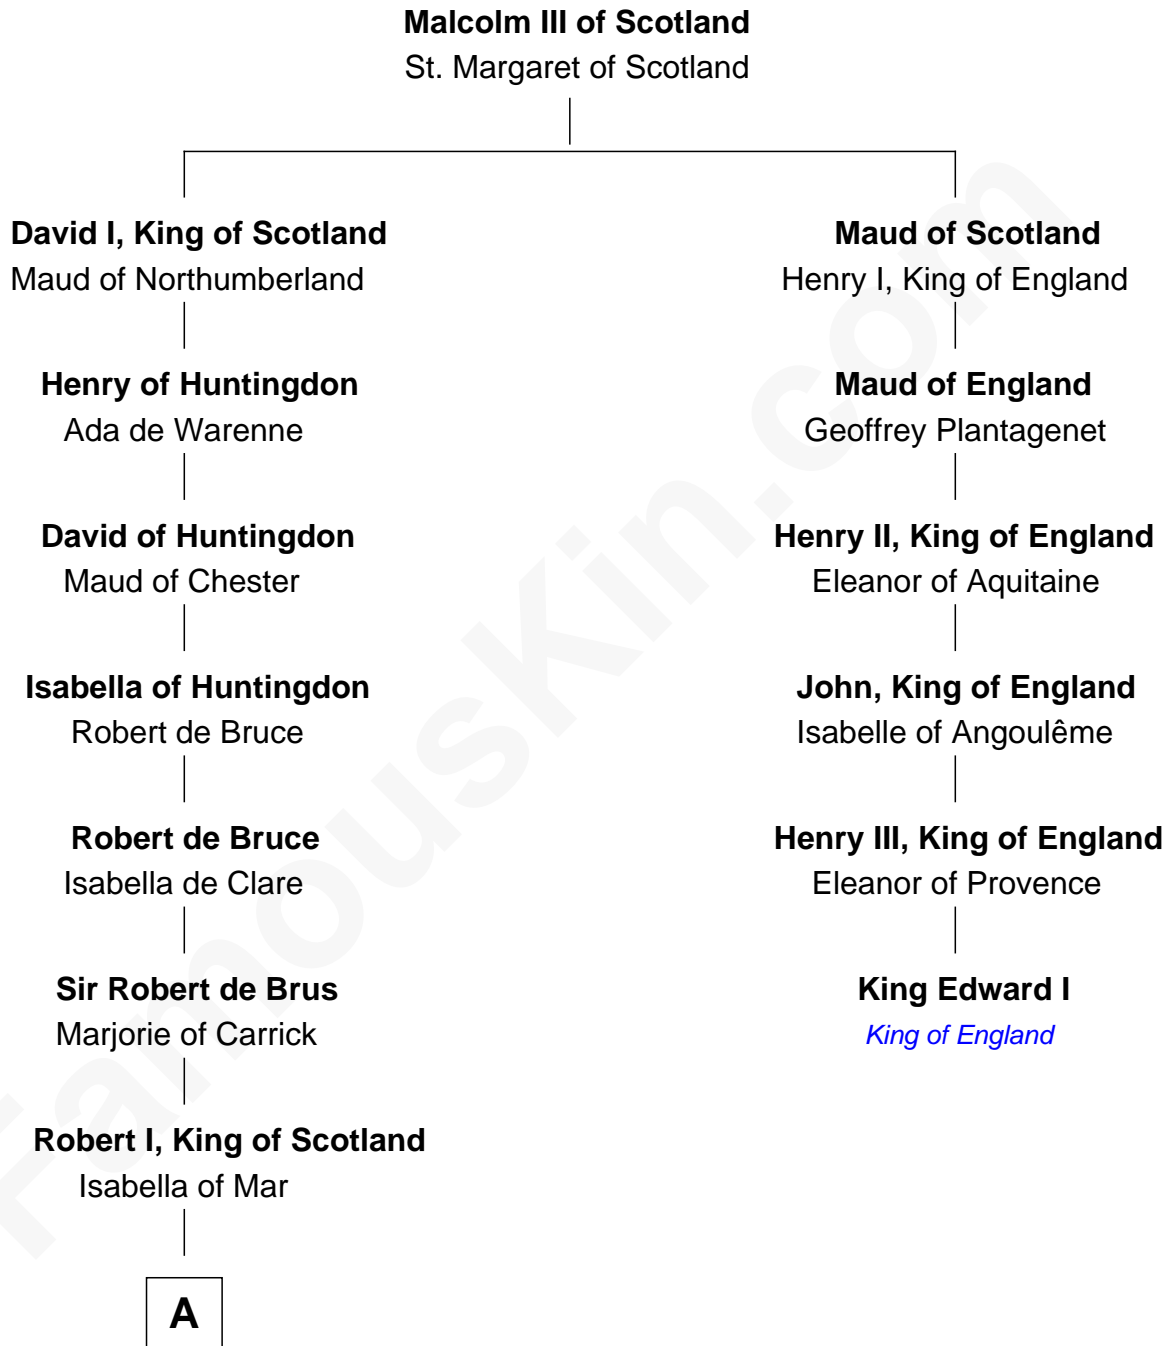 Malcolm III of Scotland
St. Margaret of Scotland
David I, King of Scotland
Maud of Northumberland
Maud of Scotland
Henry I, King of England
Henry of Huntingdon
Ada de Warenne
Maud of England
Geoffrey Plantagenet
David of Huntingdon
Maud of Chester
Henry II, King of England
Eleanor of Aquitaine
Isabella of Huntingdon
Robert de Bruce
John, King of England
Isabelle of Angoulême
Robert de Bruce
Isabella de Clare
Henry III, King of England
Eleanor of Provence
Sir Robert de Brus
Marjorie of Carrick
King Edward I
King of England
Robert I, King of Scotland
Isabella of Mar
A
FamousKin.com